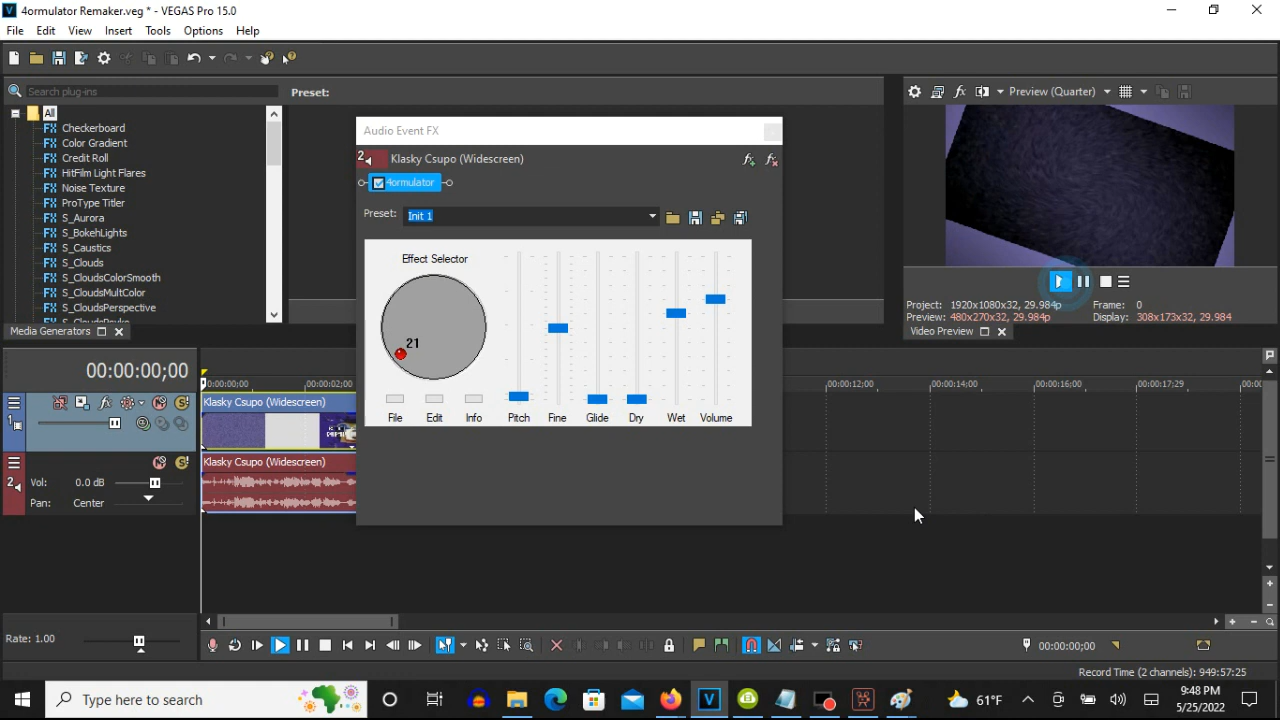 4ormulator Remaker.veg * - VEGAS Pro 15.0
File Edit View Insert Tools Options Help
Search plug-ins
Preset:
Preview (Quarter)
All
Checkerboard
Color Gradient
Credit Roll
HitFilm Light Flares
Noise Texture
ProType Titler
S_Aurora
S_BokehLights
S_Caustics
S_Clouds
S_CloudsColorSmooth
S_CloudsMultColor
S_CloudsPerspective
Media Generators
Audio Event FX
2 Klasky Csupo (Widescreen)
4ormulator
Preset: Init 1
Effect Selector
21
File Edit Info Pitch Fine Glide Dry Wet Volume
Project: 1920x1080x32, 29.984p Frame: 0
Preview: 480x270x32, 29.984p Display: 308x173x32, 29.984
Video Preview
00:00:00;00
00:00:00;00 00:00:02;00 00:00:12;00 00:00:14;00 00:00:16;00 00:00:17;29
1 Klasky Csupo (Widescreen)
2 Klasky Csupo (Widescreen)
Vol: 0.0 dB
Pan: Center
Rate: 1.00
00:00:00;00
Record Time (2 channels): 949:57:25
Type here to search
61°F
9:48 PM
5/25/2022